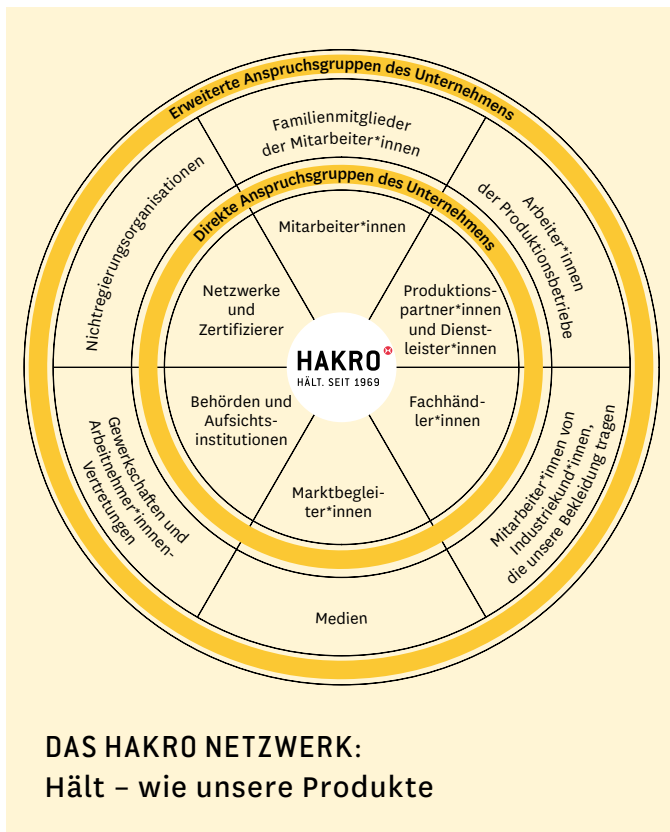 Erweiterte Anspruchsgruppen des Unternehmens
Familienmitglieder
der Mitarbeiter*innen
Arbeiter*innen
der Produktionsbetriebe
Mitarbeiter*innen von
Industriekund*innen,
die unsere Bekleidung tragen
Medien
Gewerkschaften und
Arbeitnehmer*innnen-
Vertretungen
Nichtregierungsorganisationen
Direkte Anspruchsgruppen des Unternehmens
Mitarbeiter*innen
Produktions-
partner*innen
und Dienst-
leister*innen
Fachhänd-
ler*innen
Marktbeglei-
ter*innen
Behörden und
Aufsichts-
institutionen
Netzwerke
und
Zertifizierer
HAKRO
HÄLT. SEIT 1969
DAS HAKRO NETZWERK:
Hält – wie unsere Produkte